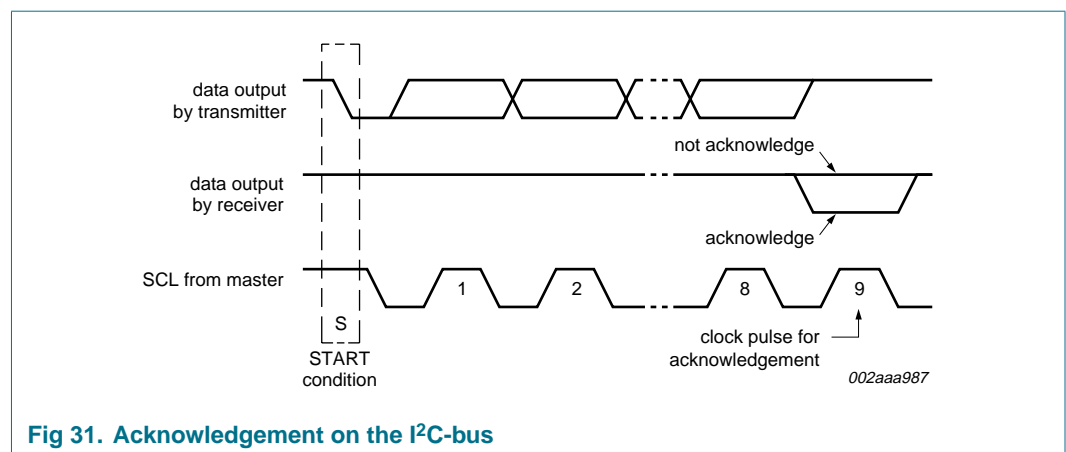 data output
by transmitter
not acknowledge
data output
by receiver
acknowledge
SCL from master
1
2
8
9
S
START
condition
clock pulse for
acknowledgement
002aaa987
Fig 31. Acknowledgement on the I²C-bus